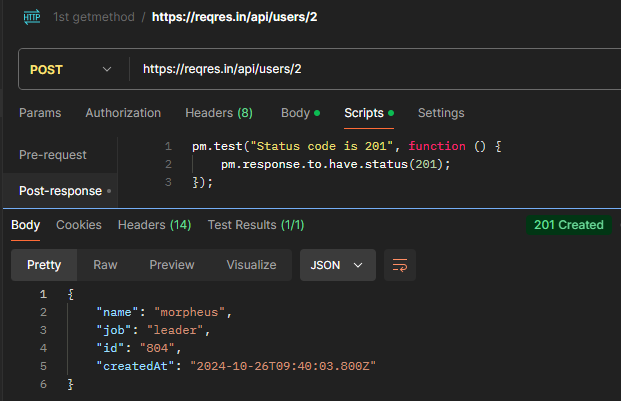 HTTP 1st getmethod / https://reqres.in/api/users/2
POST https://reqres.in/api/users/2
Params Authorization Headers (8) Body Scripts Settings
Pre-request
Post-response
1 pm.test("Status code is 201", function () {
2 pm.response.to.have.status(201);
3 });
Body Cookies Headers (14) Test Results (1/1) 201 Created
Pretty Raw Preview Visualize JSON
1 {
2 "name": "morpheus",
3 "job": "leader",
4 "id": "804",
5 "createdAt": "2024-10-26T09:40:03.800Z"
6 }